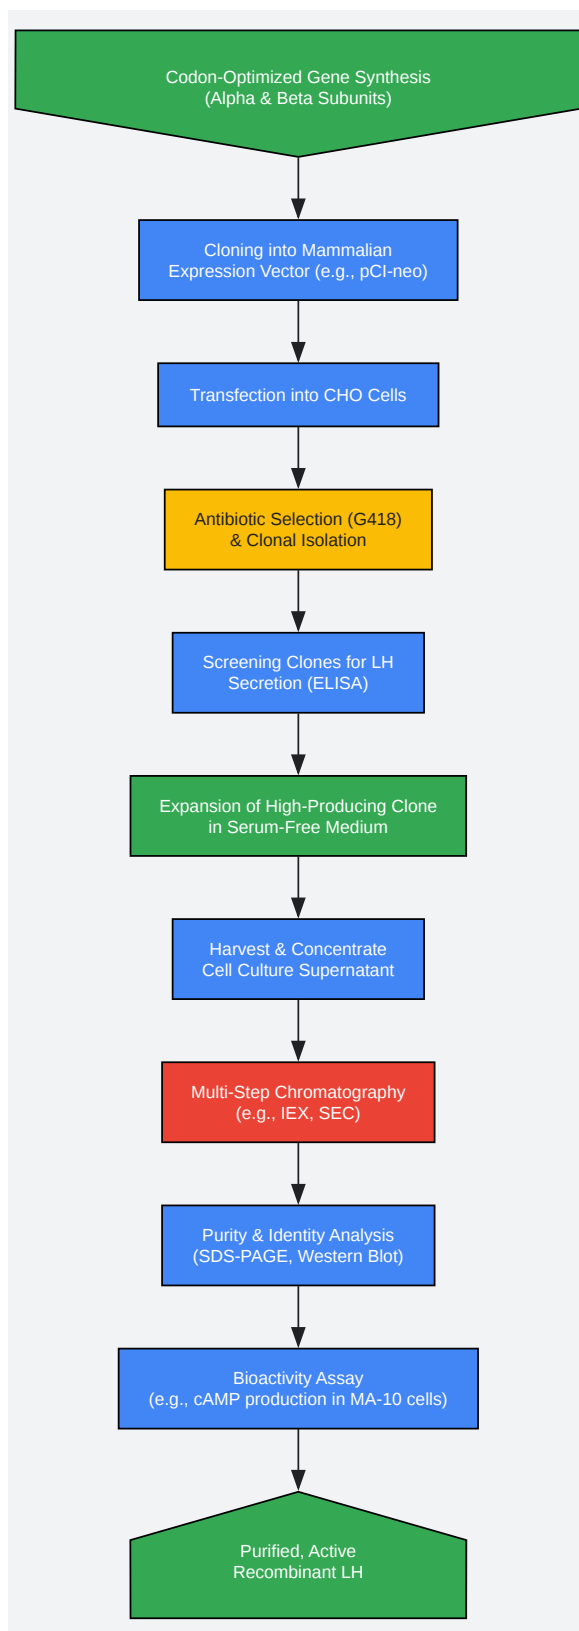 Codon-Optimized Gene Synthesis
(Alpha & Beta Subunits)
Cloning into Mammalian
Expression Vector (e.g., pCI-neo)
Transfection into CHO Cells
Antibiotic Selection (G418)
& Clonal Isolation
Screening Clones for LH
Secretion (ELISA)
Expansion of High-Producing Clone
in Serum-Free Medium
Harvest & Concentrate
Cell Culture Supernatant
Multi-Step Chromatography
(e.g., IEX, SEC)
Purity & Identity Analysis
(SDS-PAGE, Western Blot)
Bioactivity Assay
(e.g., cAMP production in MA-10 cells)
Purified, Active
Recombinant LH